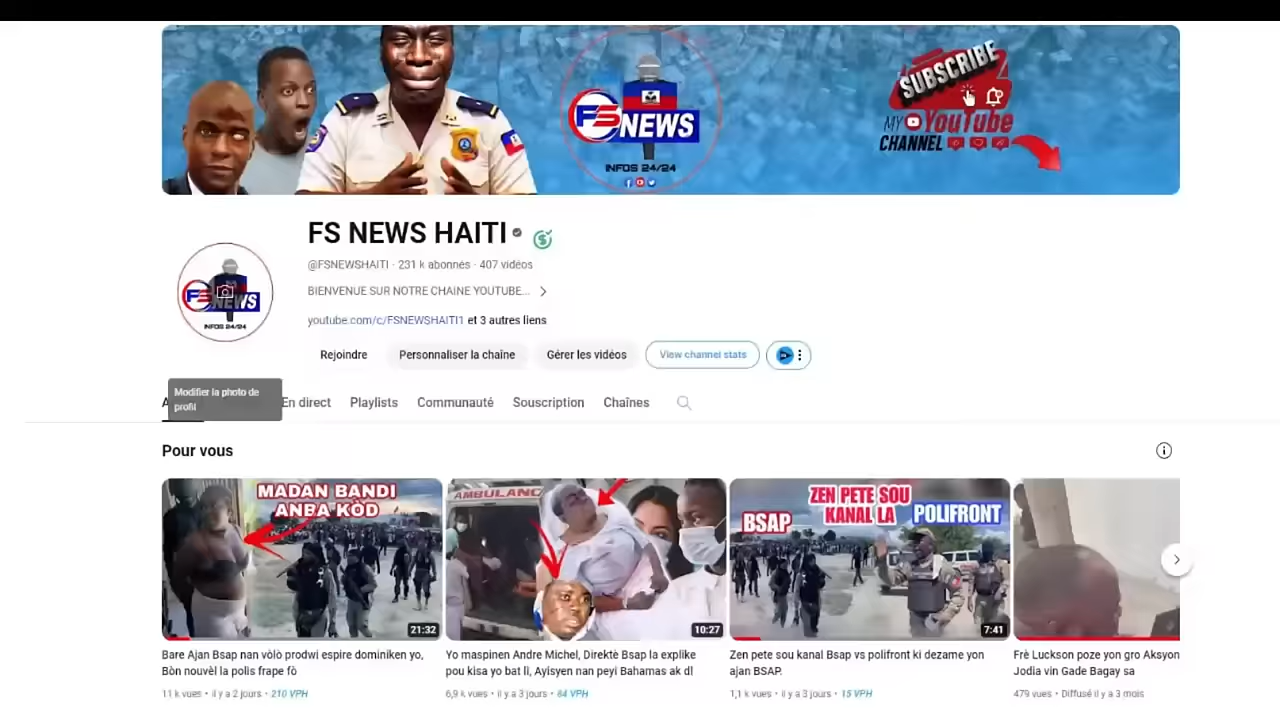 FS NEWS
INFOS 24/24
SUBSCRIBE
MY YouTube
CHANNEL
FS NEWS HAITI
@FSNEWSHAITI · 231 k abonnés · 407 vidéos
BIENVENUE SUR NOTRE CHAINE YOUTUBE...
youtube.com/c/FSNEWSHAITI1 et 3 autres liens
FS NEWS
INFOS 24/24
Rejoindre Personnaliser la chaîne Gérer les vidéos View channel stats
Modifier la photo de
profil
En direct Playlists Communauté Souscription Chaînes
Pour vous
MADAN BANDI
ANBA KÒD
21:32
AMBULANC
10:27
ZEN PETE SOU
KANAL LA
BSAP
POLIFRONT
7:41
Bare Ajan Bsap nan vòlò prodwi espire dominiken yo,
Bòn nouvèl la polis frape fò
11 k vues • il y a 2 jours • 210 VPH
Yo maspinen Andre Michel, Direktè Bsap la eksplike
pou kisa yo bat li, Ayisyen nan peyi Bahamas ak d!
6,9 k vues • il y a 3 jours • 84 VPH
Zen pete sou kanal Bsap vs polifront ki dezame yon
ajan BSAP.
1,1 k vues • il y a 3 jours • 15 VPH
Frè Luckson poze yon gro Aksyon
Jodia vin Gade Bagay sa
479 vues • Diffusé il y a 3 mois